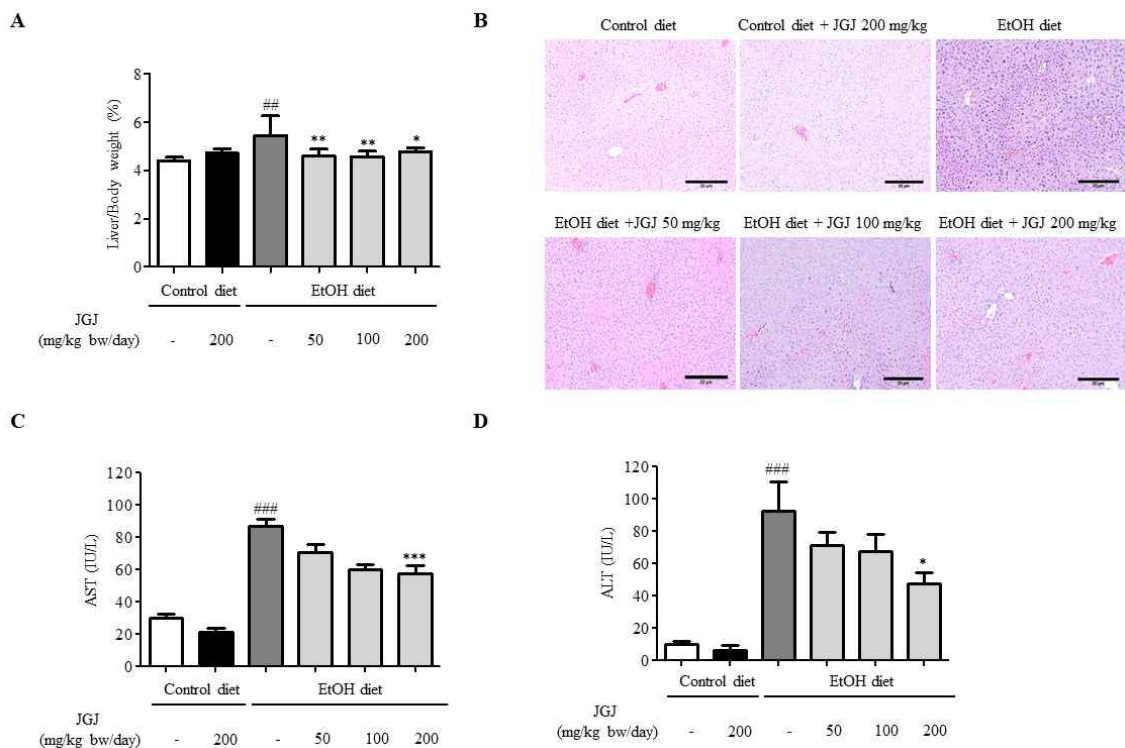 A
Liver/Body weight (%)
8
6
4
2
0
##
**
**
*
Control diet
EtOH diet
JGJ
(mg/kg bw/day)
-
200
-
50
100
200
B
Control diet
Control diet + JGJ 200 mg/kg
EtOH diet
EtOH diet +JGJ 50 mg/kg
EtOH diet + JGJ 100 mg/kg
EtOH diet + JGJ 200 mg/kg
C
AST (IU/L)
120
100
80
60
40
20
0
###
***
Control diet
EtOH diet
JGJ
(mg/kg bw/day)
-
200
-
50
100
200
D
ALT (IU/L)
120
100
80
60
40
20
0
###
*
Control diet
EtOH diet
JGJ
(mg/kg bw/day)
-
200
-
50
100
200